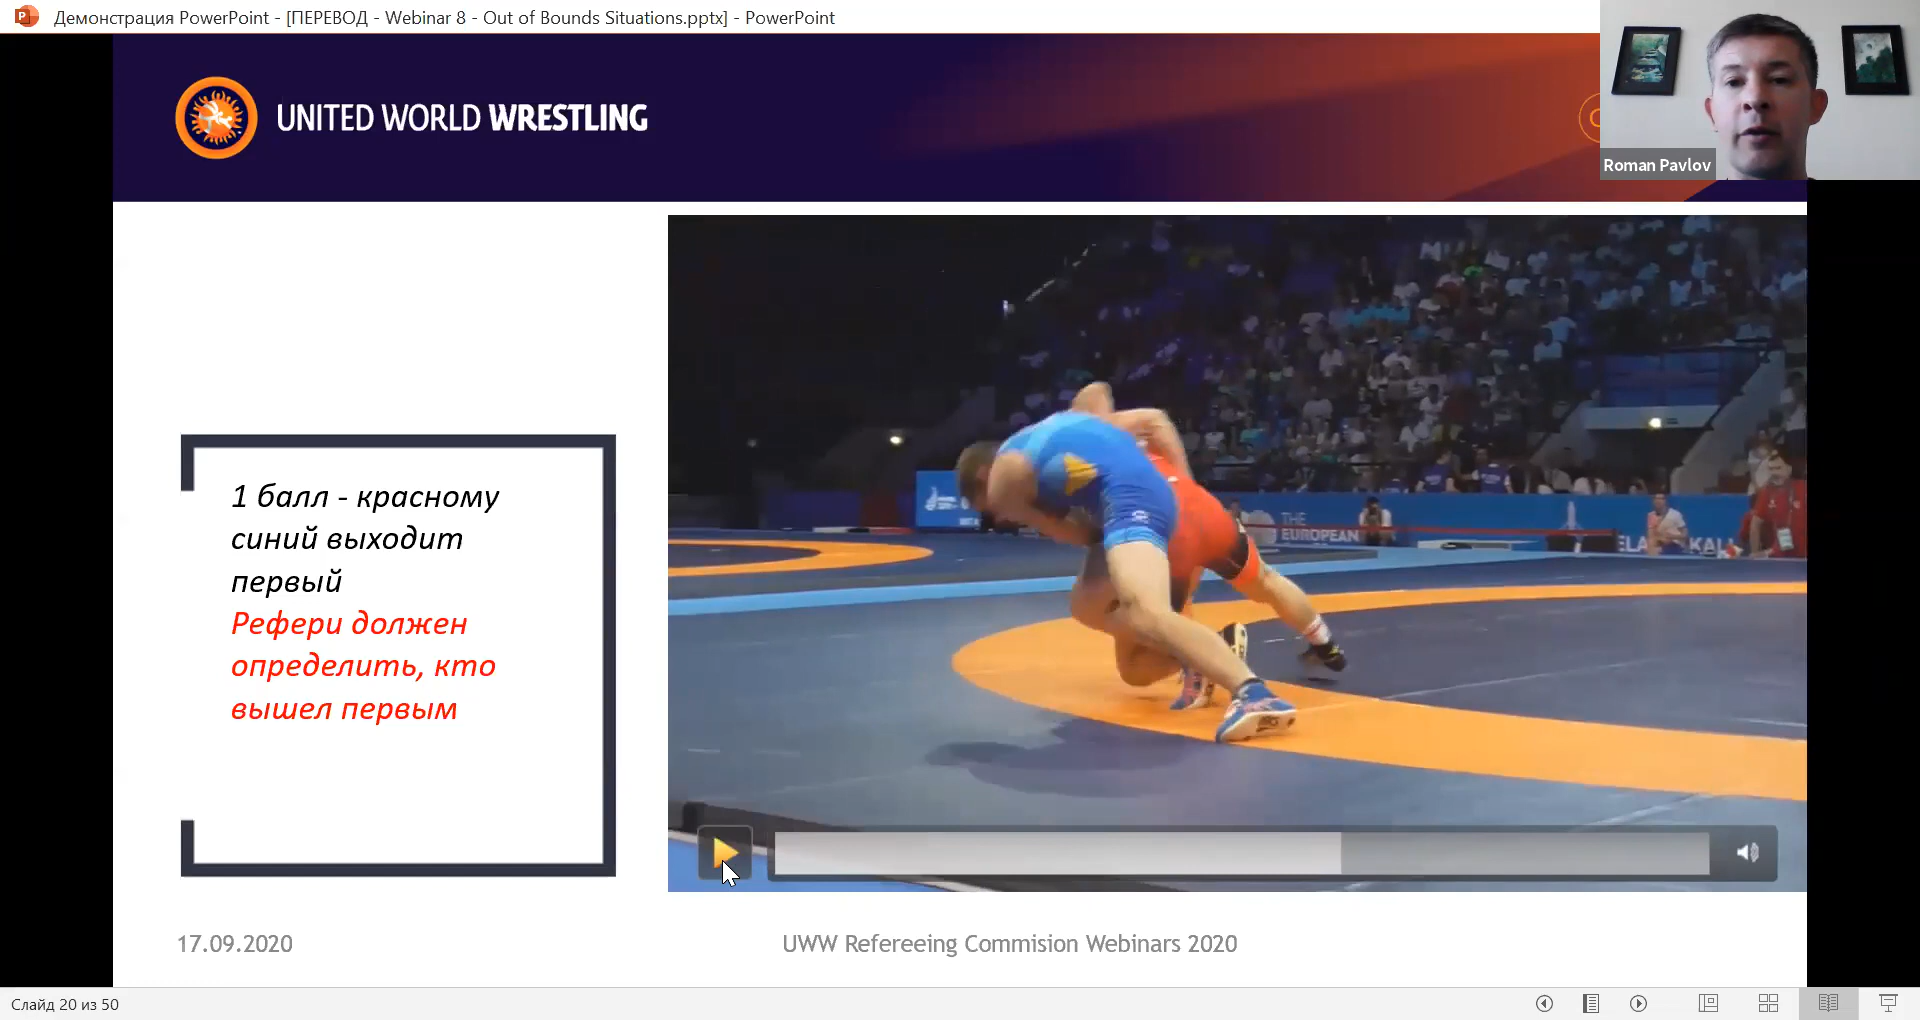 Демонстрация PowerPoint - [ПЕРЕВОД - Webinar 8 - Out of Bounds Situations.pptx] - PowerPoint
UNITED WORLD WRESTLING
Roman Pavlov
1 балл - красному
синий выходит
первый
Рефери должен
определить, кто
вышел первым
THE
EUROPEAN
17.09.2020
UWW Refereeing Commision Webinars 2020
Слайд 20 из 50